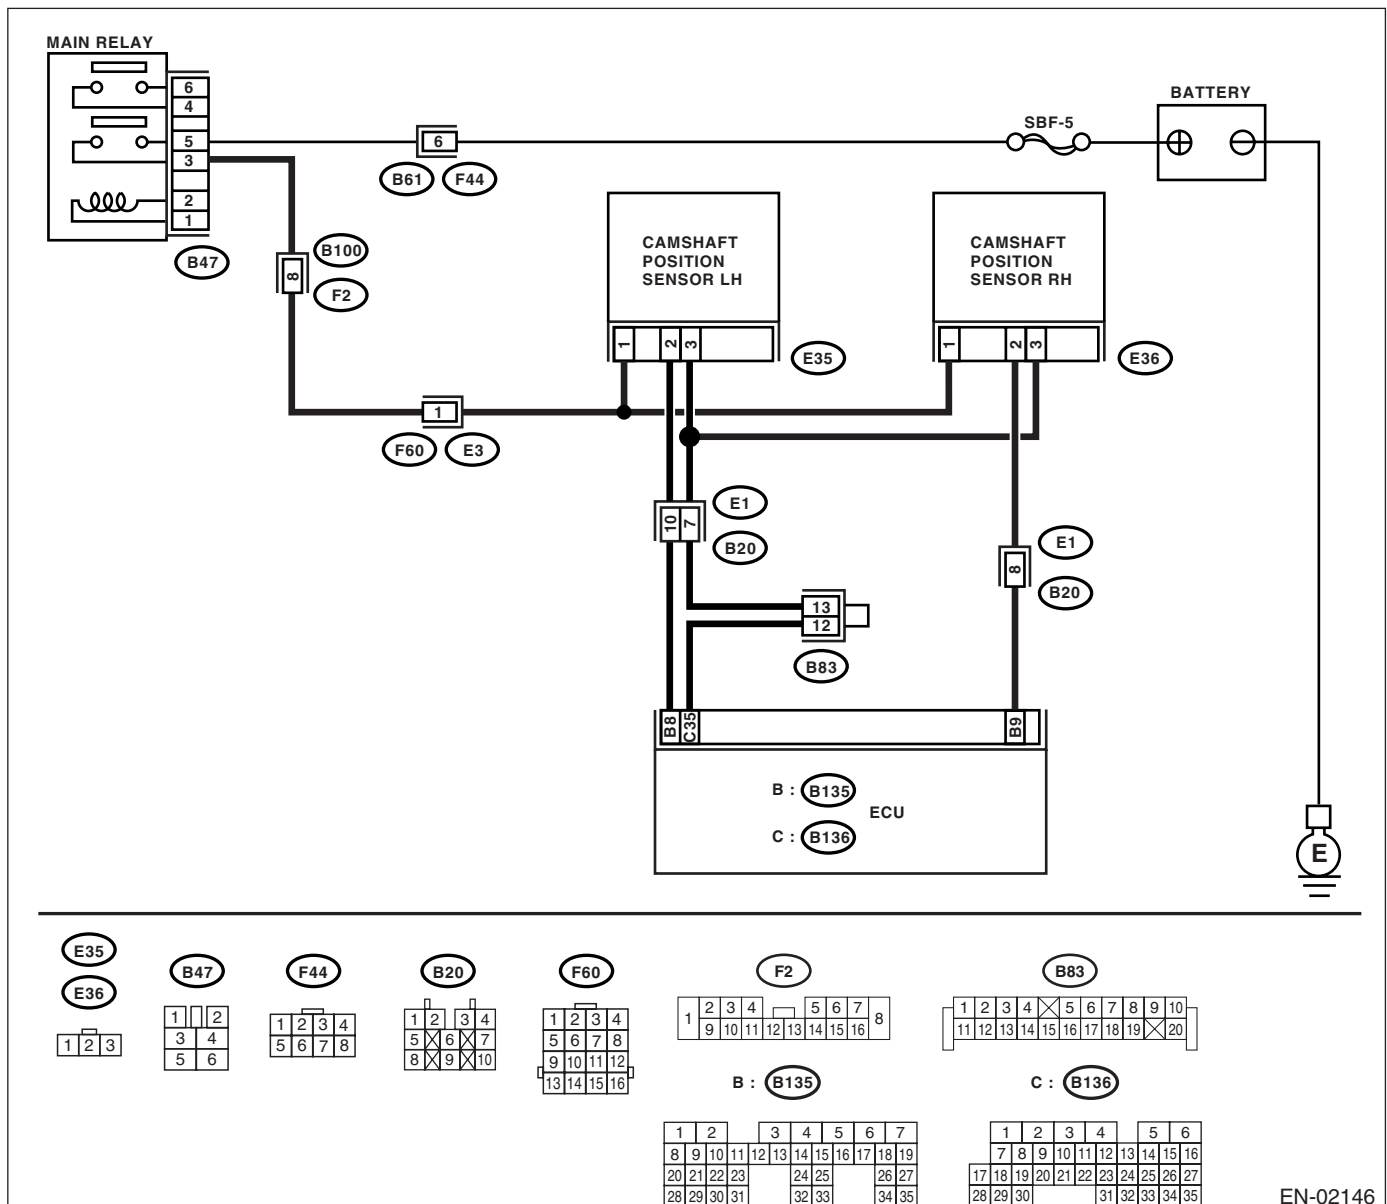 MAIN RELAY
6
4
5
3
2
1
B47
6
B61 F44
SBF-5
BATTERY
8
B100
F2
CAMSHAFT
POSITION
SENSOR LH
1 2 3
E35
CAMSHAFT
POSITION
SENSOR RH
1 2 3
E36
1
F60 E3
10 7
E1
B20
8
E1
B20
13
12
B83
B8 C35 B9
B : B135
ECU
C : B136
E
E35
E36
1 2 3
B47
1 2
3 4
5 6
F44
1 2 3 4
5 6 7 8
B20
1 2 3 4
5 6 7
8 9 10
F60
1 2 3 4
5 6 7 8
9 10 11 12
13 14 15 16
F2
1 2 3 4 5 6 7 8
9 10 11 12 13 14 15 16
B83
1 2 3 4 5 6 7 8 9 10
11 12 13 14 15 16 17 18 19 20
B : B135
1 2 3 4 5 6 7
8 9 10 11 12 13 14 15 16 17 18 19
20 21 22 23 24 25 26 27
28 29 30 31 32 33 34 35
C : B136
1 2 3 4 5 6
7 8 9 10 11 12 13 14 15 16
17 18 19 20 21 22 23 24 25 26 27
28 29 30 31 32 33 34 35
EN-02146